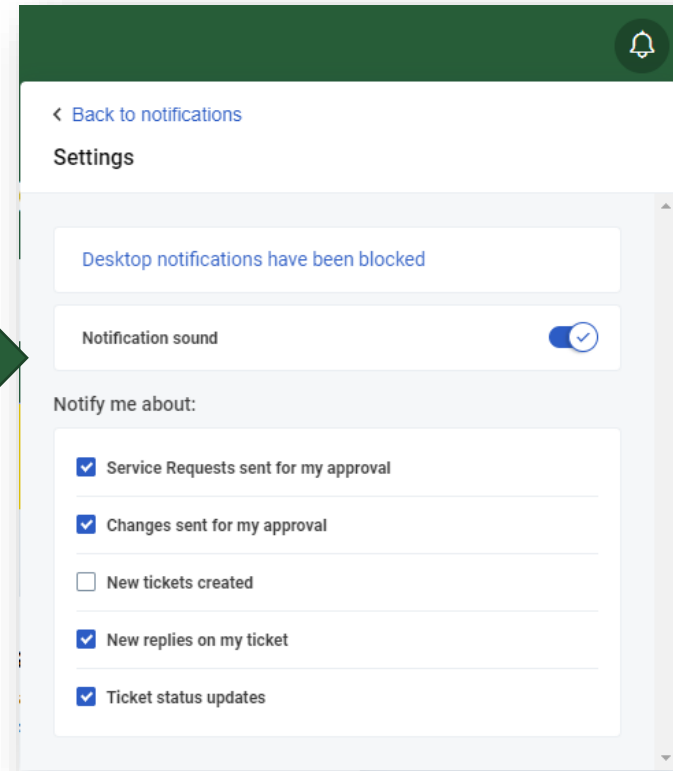 Back to notifications
Settings
Desktop notifications have been blocked
Notification sound
Notify me about:
Service Requests sent for my approval
Changes sent for my approval
New tickets created
New replies on my ticket
Ticket status updates